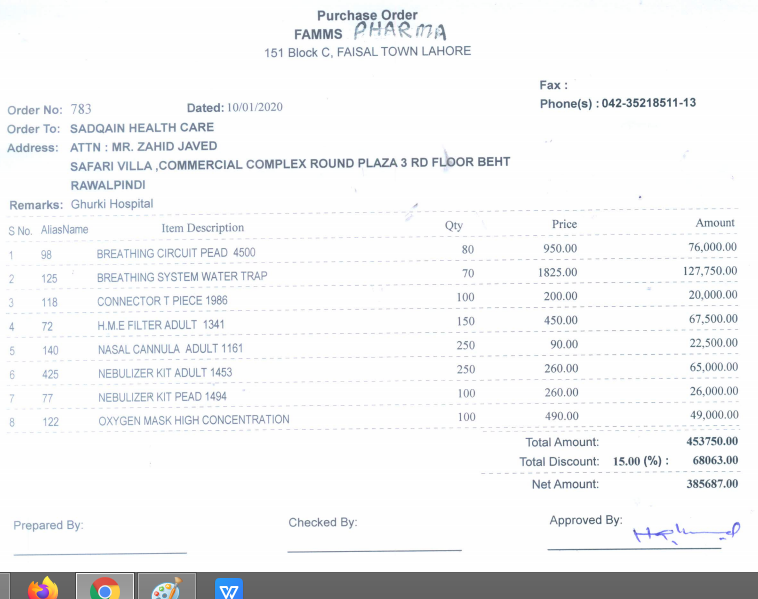 Purchase Order
FAMMS PHARMA
151 Block C, FAISAL TOWN LAHORE
Fax :
Order No: 783 Dated: 10/01/2020 Phone(s) : 042-35218511-13
Order To: SADQAIN HEALTH CARE
Address: ATTN : MR. ZAHID JAVED
SAFARI VILLA ,COMMERCIAL COMPLEX ROUND PLAZA 3 RD FLOOR BEHT
RAWALPINDI
Remarks: Ghurki Hospital
S No. AliasName Item Description Qty Price Amount
1 98 BREATHING CIRCUIT PEAD 4500 80 950.00 76,000.00
2 125 BREATHING SYSTEM WATER TRAP 70 1825.00 127,750.00
3 118 CONNECTOR T PIECE 1986 100 200.00 20,000.00
4 72 H.M.E FILTER ADULT 1341 150 450.00 67,500.00
5 140 NASAL CANNULA ADULT 1161 250 90.00 22,500.00
6 425 NEBULIZER KIT ADULT 1453 250 260.00 65,000.00
7 77 NEBULIZER KIT PEAD 1494 100 260.00 26,000.00
8 122 OXYGEN MASK HIGH CONCENTRATION 100 490.00 49,000.00
Total Amount: 453750.00
Total Discount: 15.00 (%) : 68063.00
Net Amount: 385687.00
Prepared By: Checked By: Approved By: